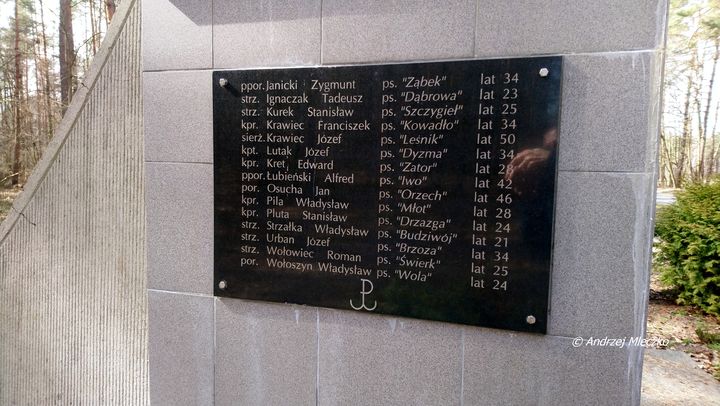 ppor. Janicki Zygmunt ps. "Ząbek" lat 34
strz. Ignaczak Tadeusz ps. "Dąbrowa" lat 23
strz. Kurek Stanisław ps. "Szczygieł" lat 25
kpr. Krawiec Franciszek ps. "Kowadło" lat 34
sierż. Krawiec Józef ps. "Leśnik" lat 50
kpt. Lutak Józef ps. "Dyzma" lat 34
kpr. Kret Edward ps. "Zator" lat 28
ppor. Łubieński Alfred ps. "Iwo" lat 42
por. Osucha Jan ps. "Orzech" lat 46
kpr. Pila Władysław ps. "Młot" lat 28
kpr. Pluta Stanisław ps. "Drzazga" lat 24
strz. Strzałka Władysław ps. "Budziwój" lat 21
strz. Urban Józef ps. "Brzoza" lat 34
strz. Wołowiec Roman ps. "Świerk" lat 25
por. Wołoszyn Władysław ps. "Wola" lat 24
© Andrzej Mleczko